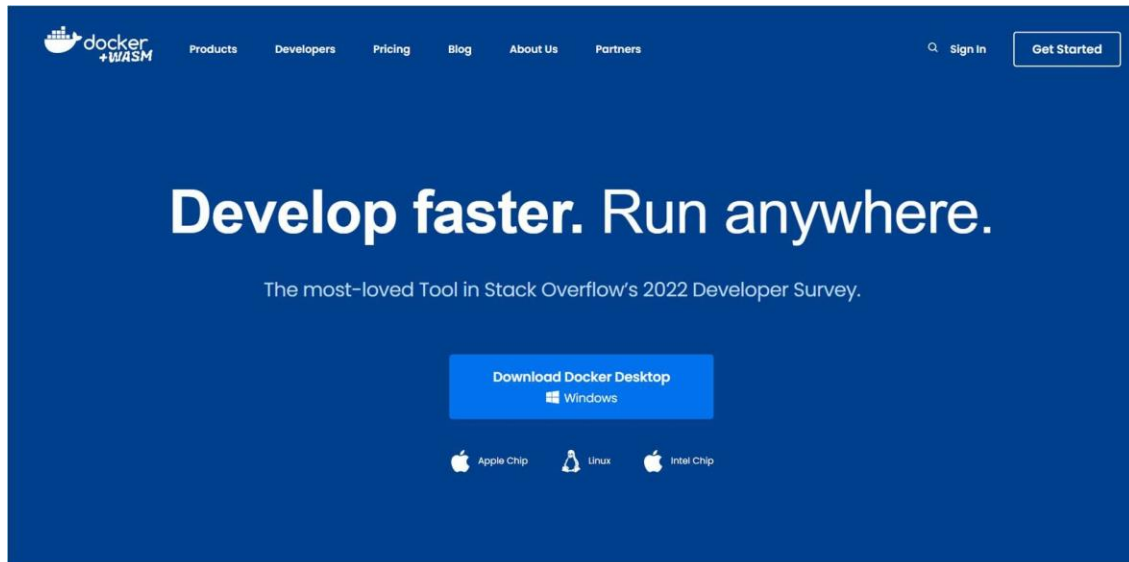 docker
+WASM
Products Developers Pricing Blog About Us Partners Sign In Get Started
Develop faster. Run anywhere.
The most-loved Tool in Stack Overflow's 2022 Developer Survey.
Download Docker Desktop
Windows
Apple Chip Linux Intel Chip